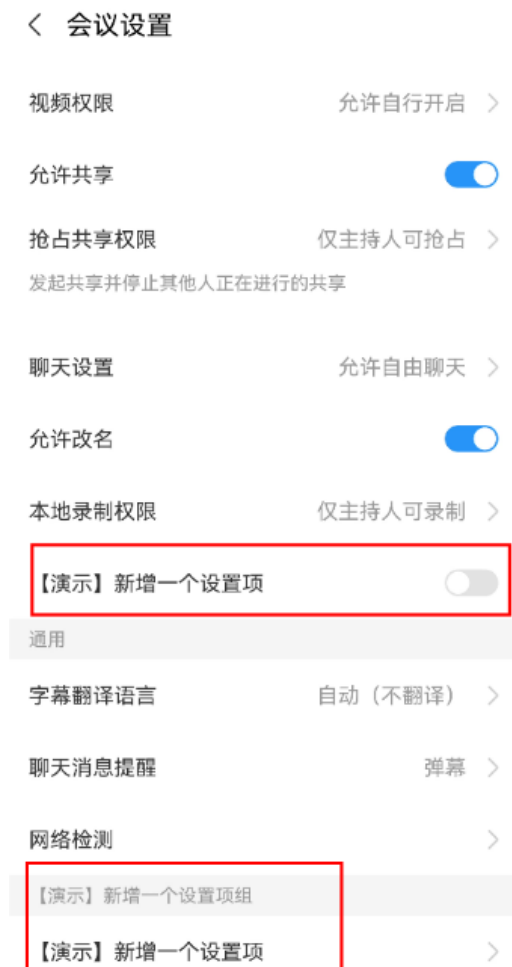 会议设置
视频权限 允许自行开启
允许共享
抢占共享权限 仅主持人可抢占
发起共享并停止其他人正在进行的共享
聊天设置 允许自由聊天
允许改名
本地录制权限 仅主持人可录制
【演示】新增一个设置项
通用
字幕翻译语言 自动（不翻译）
聊天消息提醒 弹幕
网络检测
【演示】新增一个设置项组
【演示】新增一个设置项